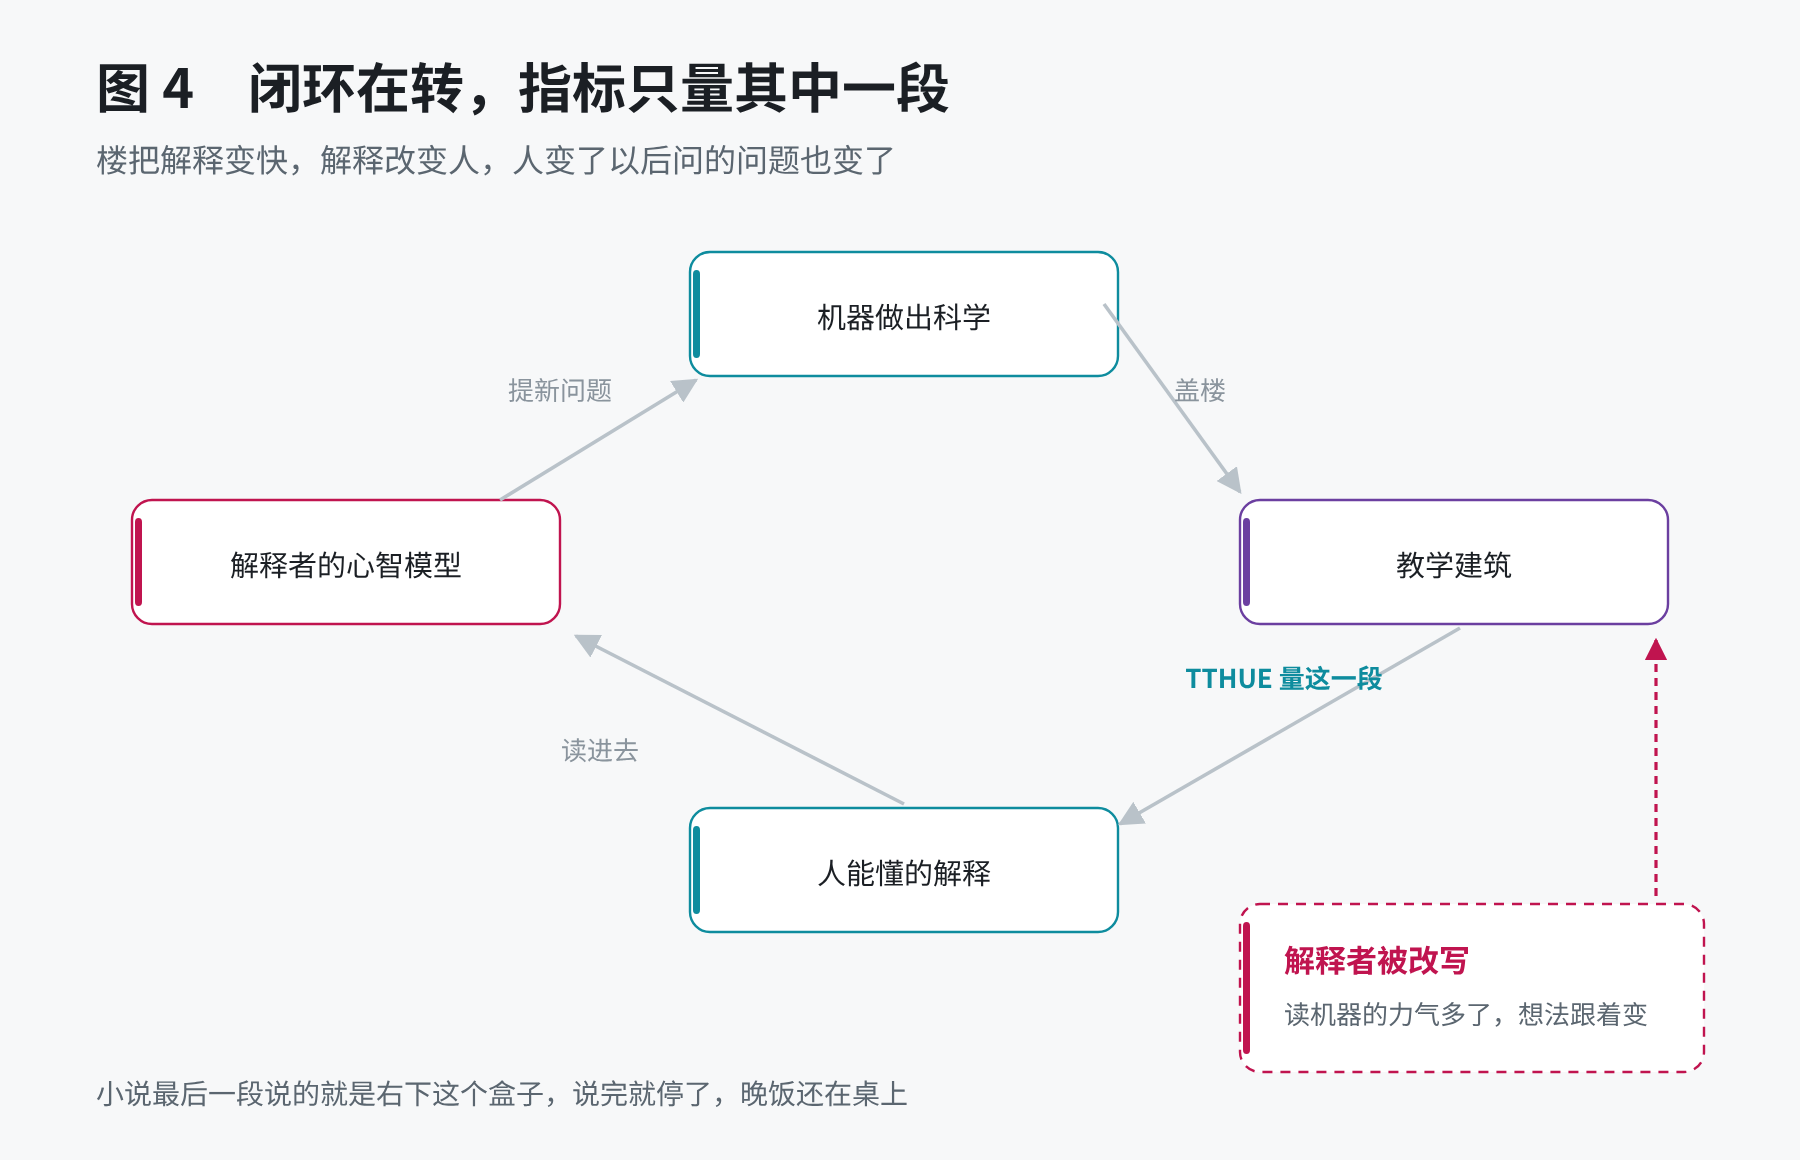 图 4　闭环在转，指标只量其中一段
楼把解释变快，解释改变人，人变了以后问的问题也变了
机器做出科学
提新问题
盖楼
解释者的心智模型
教学建筑
TTHUE 量这一段
读进去
人能懂的解释
解释者被改写
读机器的力气多了，想法跟着变
小说最后一段说的就是右下这个盒子，说完就停了，晚饭还在桌上